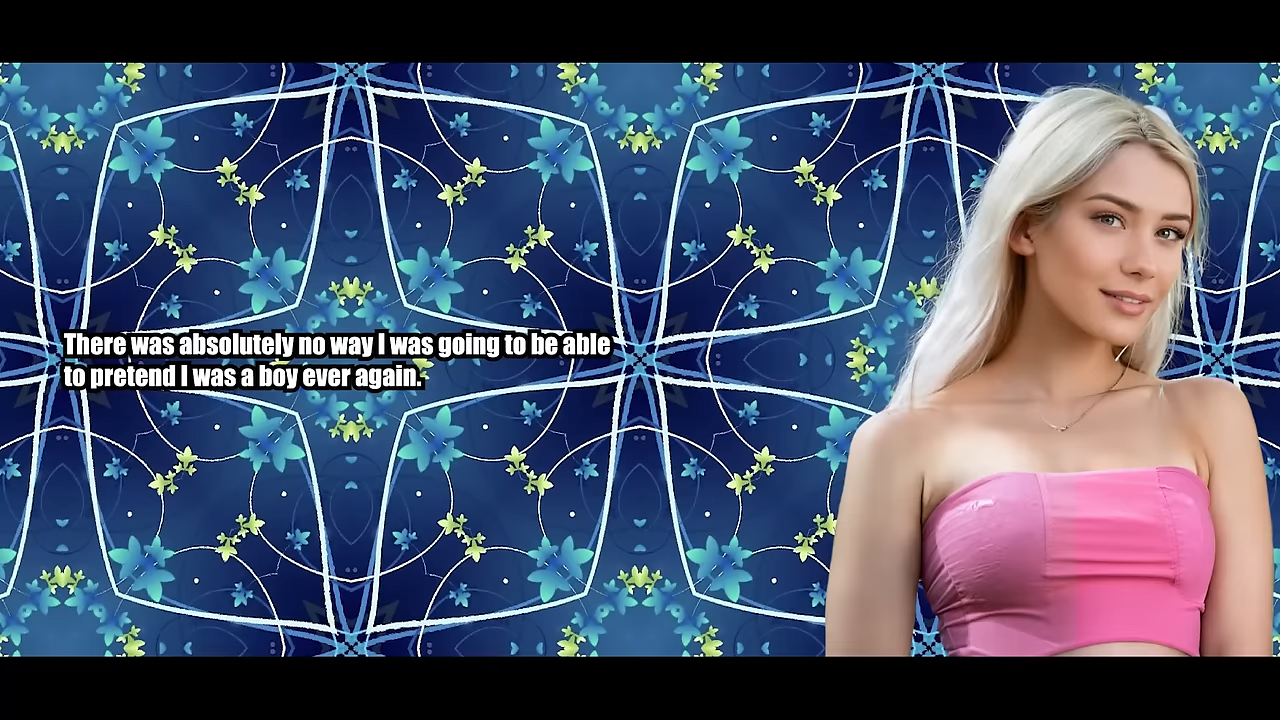 There was absolutely no way I was going to be able
to pretend I was a boy ever again.